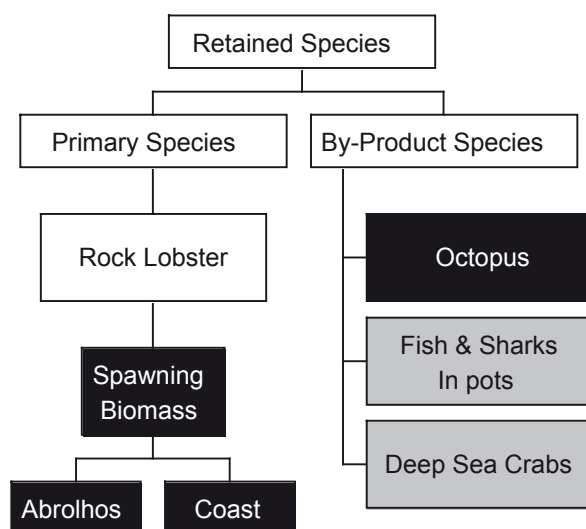 Retained Species
Primary Species
By-Product Species
Rock Lobster
Octopus
Fish & Sharks
In pots
Spawning
Biomass
Deep Sea Crabs
Abrolhos
Coast